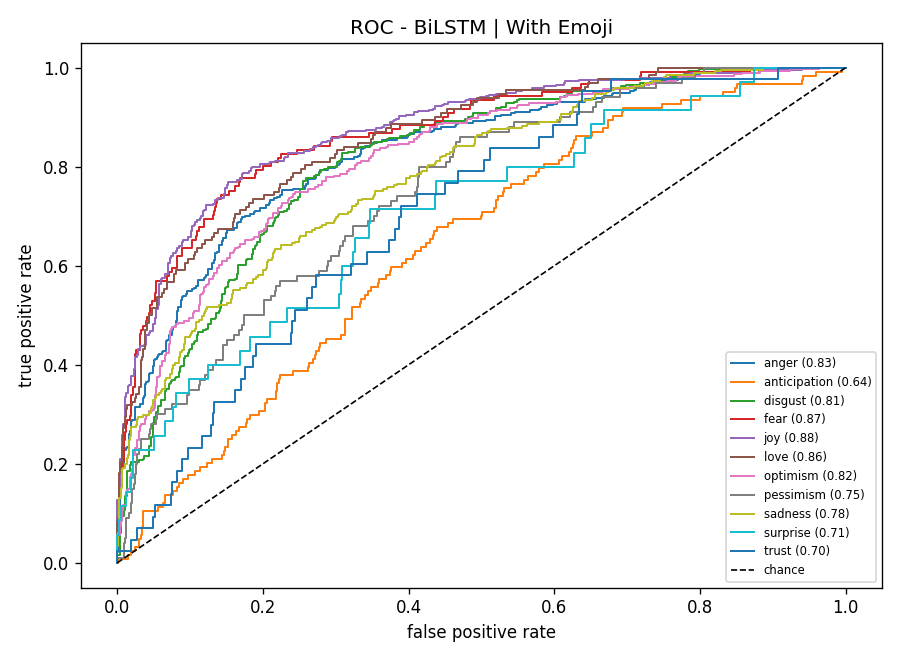 ROC - BiLSTM | With Emoji
true positive rate
1.0
0.8
0.6
0.4
0.2
0.0
anger (0.83)
anticipation (0.64)
disgust (0.81)
fear (0.87)
joy (0.88)
love (0.86)
optimism (0.82)
pessimism (0.75)
sadness (0.78)
surprise (0.71)
trust (0.70)
chance
0.0 0.2 0.4 0.6 0.8 1.0
false positive rate